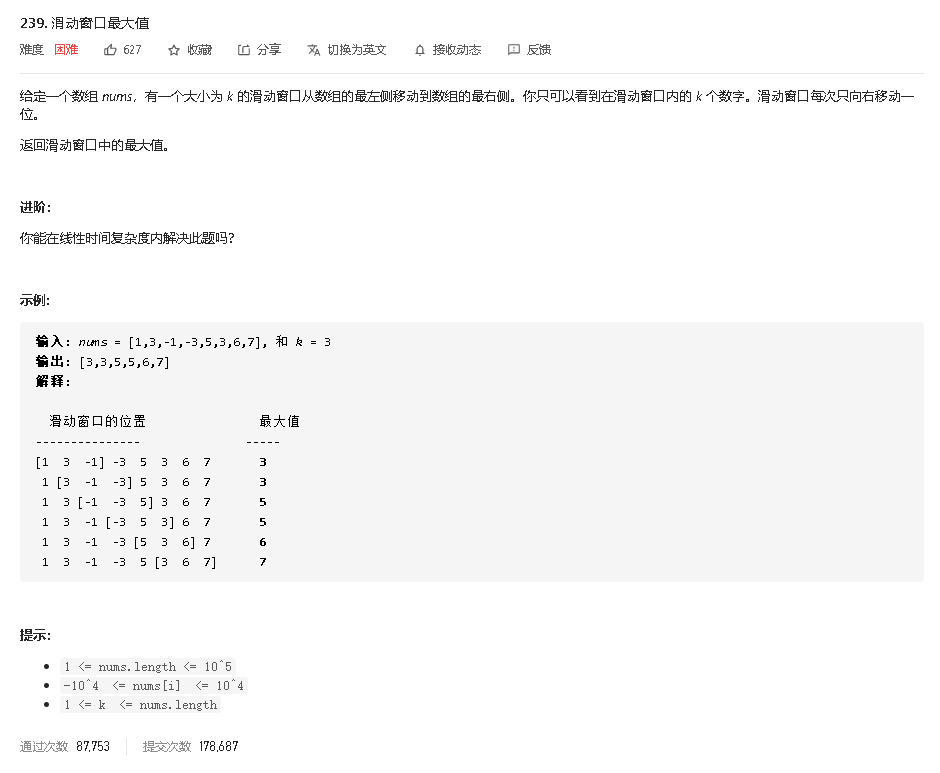 239. 滑动窗口最大值
难度 困难 627 收藏 分享 切换为英文 接收动态 反馈
给定一个数组 nums，有一个大小为 k 的滑动窗口从数组的最左侧移动到数组的最右侧。你只可以看到在滑动窗口内的 k 个数字。滑动窗口每次只向右移动一
位。
返回滑动窗口中的最大值。
进阶：
你能在线性时间复杂度内解决此题吗？
示例:
输入: nums = [1,3,-1,-3,5,3,6,7], 和 k = 3
输出: [3,3,5,5,6,7]
解释:
滑动窗口的位置 最大值
--------------- -----
[1 3 -1] -3 5 3 6 7 3
1 [3 -1 -3] 5 3 6 7 3
1 3 [-1 -3 5] 3 6 7 5
1 3 -1 [-3 5 3] 6 7 5
1 3 -1 -3 [5 3 6] 7 6
1 3 -1 -3 5 [3 6 7] 7
提示：
1 <= nums.length <= 10^5
-10^4 <= nums[i] <= 10^4
1 <= k <= nums.length
通过次数 87,753 提交次数 178,687